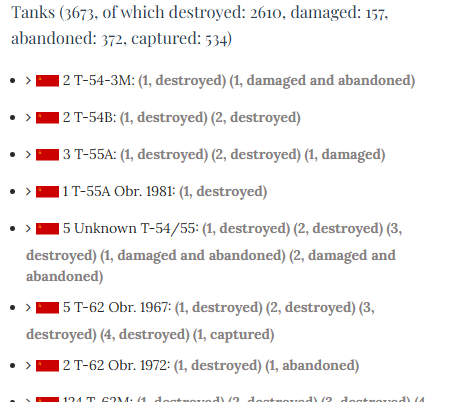 Tanks (3673, of which destroyed: 2610, damaged: 157,
abandoned: 372, captured: 534)
2 T-54-3M: (1, destroyed) (1, damaged and abandoned)
2 T-54B: (1, destroyed) (2, destroyed)
3 T-55A: (1, destroyed) (2, destroyed) (1, damaged)
1 T-55A Obr. 1981: (1, destroyed)
5 Unknown T-54/55: (1, destroyed) (2, destroyed) (3,
destroyed) (1, damaged and abandoned) (2, damaged and
abandoned)
5 T-62 Obr. 1967: (1, destroyed) (2, destroyed) (3,
destroyed) (4, destroyed) (1, captured)
2 T-62 Obr. 1972: (1, destroyed) (1, abandoned)
124 T-62M: (1, destroyed) (2, destroyed) (3, destroyed) (4,